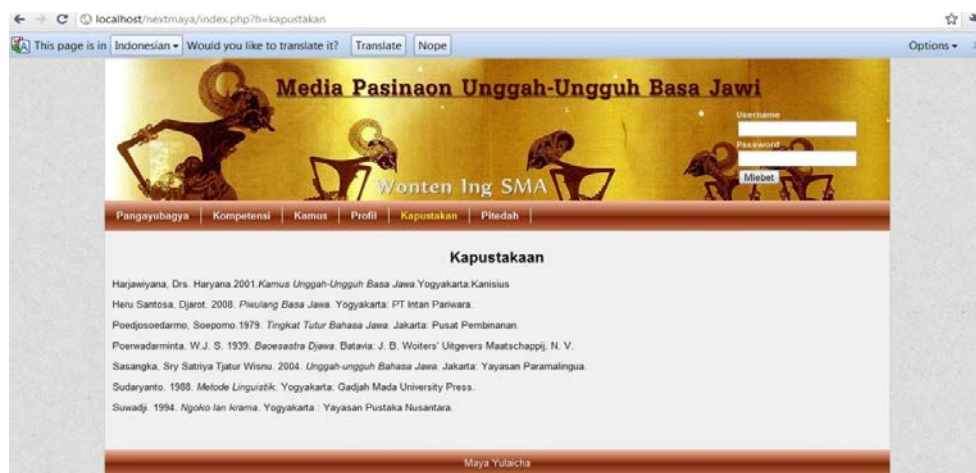 localhost/nextmaya/index.php?h=kapustakan
This page is in Indonesian Would you like to translate it? Translate Nope Options
Media Pasinaon Unggah-Ungguh Basa Jawi
Username
Password
Mlebet
Wonten Ing SMA
Pangayubagya Kompetensi Kamus Profil Kapustakan Pitedah
Kapustakaan
Harjawiyana, Drs. Haryana 2001.Kamus Unggah-Ungguh Basa Jawa.Yogyakarta:Kanisius
Heru Santosa, Djarot. 2008. Piwulang Basa Jawa. Yogyakarta: PT Intan Pariwara.
Poedjosoedarmo, Soepomo.1979. Tingkat Tutur Bahasa Jawa. Jakarta: Pusat Pembinanan.
Poerwadarminta. W.J. S. 1939. Baoesastra Djawa. Batavia: J. B. Wolters' Uitgevers Maatschappij. N. V.
Sasangka, Sry Satriya Tjatur Wisnu. 2004. Unggah-ungguh Bahasa Jawa. Jakarta: Yayasan Paramalingua.
Sudaryanto. 1988. Metode Linguistik. Yogyakarta: Gadjah Mada University Press.
Suwadji. 1994. Ngoko lan krama. Yogyakarta : Yayasan Pustaka Nusantara.
Maya Yulaicha